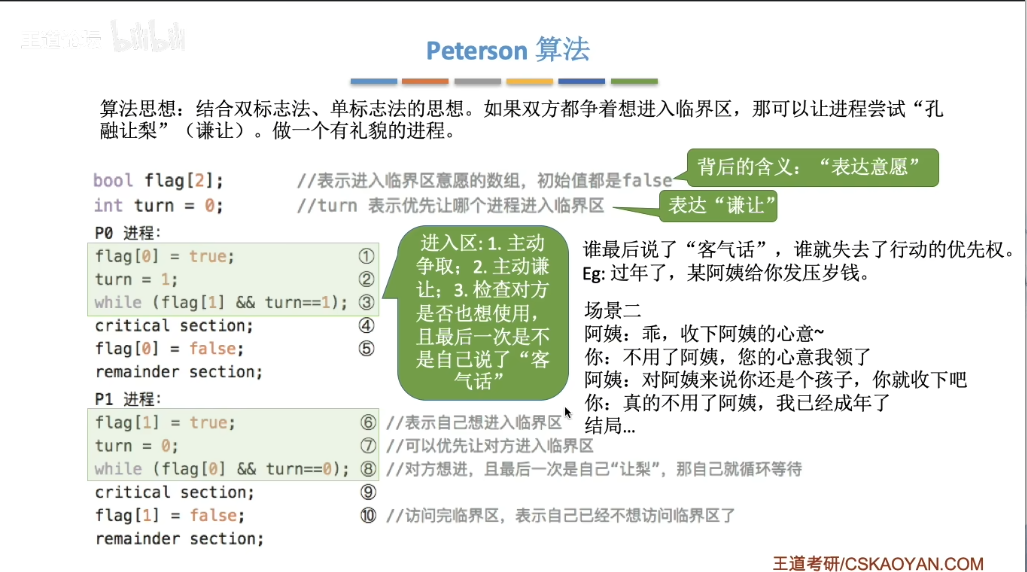 王道论坛 bilibili
Peterson 算法
算法思想：结合双标志法、单标志法的思想。如果双方都争着想进入临界区，那可以让进程尝试“孔
融让梨”（谦让）。做一个有礼貌的进程。
bool flag[2]; //表示进入临界区意愿的数组，初始值都是false
背后的含义：“表达意愿”
int turn = 0; //turn 表示优先让哪个进程进入临界区
表达“谦让”
P0 进程：
flag[0] = true; ①
turn = 1; ②
while (flag[1] && turn==1); ③
critical section; ④
flag[0] = false; ⑤
remainder section;
进入区: 1. 主动
争取；2. 主动谦
让；3. 检查对方
是否也想使用，
且最后一次是不
是自己说了“客
气话”
谁最后说了“客气话”，谁就失去了行动的优先权。
Eg: 过年了，某阿姨给你发压岁钱。
场景二
阿姨：乖，收下阿姨的心意~
你：不用了阿姨，您的心意我领了
阿姨：对阿姨来说你还是个孩子，你就收下吧
你：真的不用了阿姨，我已经成年了
结局...
P1 进程：
flag[1] = true; ⑥ //表示自己想进入临界区
turn = 0; ⑦ //可以优先让对方进入临界区
while (flag[0] && turn==0); ⑧ //对方想进，且最后一次是自己“让梨”，那自己就循环等待
critical section; ⑨
flag[1] = false; ⑩ //访问完临界区，表示自己已经不想访问临界区了
remainder section;
王道考研/CSKAOYAN.COM